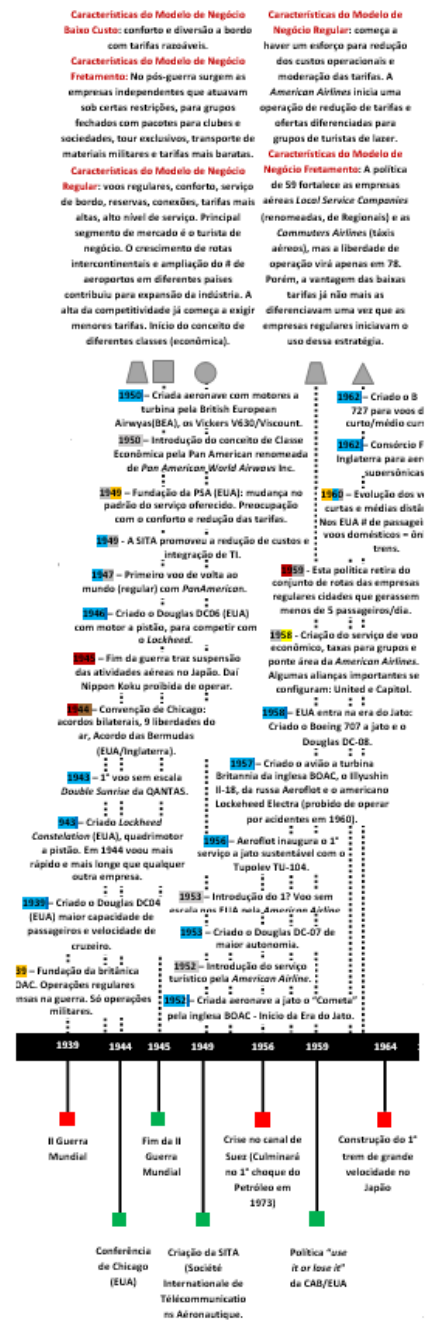 Características do Modelo de Negócio
Baixo Custo: conforto e diversão a bordo
com tarifas razoáveis.
Características do Modelo de Negócio
Fretamento: No pós-guerra surgem as
empresas independentes que atuavam
sob certas restrições, para grupos
fechados com pacotes para clubes e
sociedades, tour exclusivos, transporte de
materiais militares e tarifas mais baratas.
Características do Modelo de Negócio
Regular: voos regulares, conforto, serviço
de bordo, reservas, conexões, tarifas mais
altas, alto nível de serviço. Principal
segmento de mercado é o turista de
negócio. O crescimento de rotas
intercontinentais e ampliação do # de
aeroportos em diferentes países
contribuiu para expansão da indústria. A
alta da competitividade já começa a exigir
menores tarifas. Início do conceito de
diferentes classes (econômica).
Características do Modelo de
Negócio Regular: começa a
haver um esforço para redução
dos custos operacionais e
moderação das tarifas. A
American Airlines inicia uma
operação de redução de tarifas e
ofertas diferenciadas para
grupos de turistas de lazer.
Características do Modelo de
Negócio Fretamento: A política
de 59 fortalece as empresas
aéreas Local Service Companies
(renomeadas, de Regionais) e as
Commuters Airlines (táxis
aéreos), mas a liberdade de
operação virá apenas em 78.
Porém, a vantagem das baixas
tarifas já não mais as
diferenciavam uma vez que as
empresas regulares iniciavam o
uso dessa estratégia.
1950 – Criada aeronave com motores a
turbina pela British European
Airwyas(BEA), os Vickers V630/Viscount.
1950 – Introdução do conceito de Classe
Econômica pela Pan American renomeada
de Pan American World Airways Inc.
1949 – Fundação da PSA (EUA): mudança no
padrão do serviço oferecido. Preocupação
com o conforto e redução das tarifas.
1949 - A SITA promoveu a redução de custos e
integração de TI.
1947 – Primeiro voo de volta ao
mundo (regular) com PanAmerican.
1946 – Criado o Douglas DC06 (EUA)
com motor a pistão, para competir com
o Lockheed.
1945 – Fim da guerra traz suspensão
das atividades aéreas no Japão. Daí
Nippon Koku proibida de operar.
1944 – Convenção de Chicago:
acordos bilaterais, 9 liberdades do
ar, Acordo das Bermudas
(EUA/Inglaterra).
1943 – 1° voo sem escala
Double Sunrise da QANTAS.
943 – Criado Lockheed
Constelation (EUA), quadrimotor
a pistão. Em 1944 voou mais
rápido e mais longe que qualquer
outra empresa.
1939 – Criado o Douglas DC04
(EUA) maior capacidade de
passageiros e velocidade de
cruzeiro.
39 – Fundação da britânica
OAC. Operações regulares
nsas na guerra. Só operações
militares.
1962 – Criado o B
727 para voos d
curto/médio curs
1962 – Consórcio F
Inglaterra para aer
supersônicas
1960 – Evolução dos vo
curtas e médias distân
Nos EUA # de passagei
voos domésticos = ôni
trens.
1959 - Esta política retira do
conjunto de rotas das empresas
regulares cidades que gerassem
menos de 5 passageiros/dia.
1958 – Criação do serviço de voo
econômico, taxas para grupos e
ponte área da American Airlines.
Algumas alianças importantes se
configuram: United e Capitol.
1958 – EUA entra na era do Jato:
Criado o Boeing 707 a jato e o
Douglas DC-08.
1957 – Criado o avião a turbina
Britannia da inglesa BOAC, o Illyushin
Il-18, da russa Aeroflot e o americano
Lockeheed Electra (probido de operar
por acidentes em 1960).
1956 – Aeroflot inaugura o 1°
serviço a jato sustentável com o
Tupolev TU-104.
1953 – Introdução do 1? Voo sem
escala nos EUA pela American Airline
1953 – Criado o Douglas DC-07 de
maior autonomia.
1952 – Introdução do serviço
turístico pela American Airline.
1952 – Criada aeronave a jato o "Cometa"
pela inglesa BOAC - Início da Era do Jato.
1939 1944 1945 1949 1956 1959 1964
II Guerra
Mundial
Fim da II
Guerra
Mundial
Crise no canal de
Suez (Culminará
no 1° choque do
Petróleo em
1973)
Construção do 1°
trem de grande
velocidade no
Japão
Conferência
de Chicago
(EUA)
Criação da SITA
(Société
Internationale de
Télécommunicatio
ns Aéronautique.
Política "use
it or lose it"
da CAB/EUA